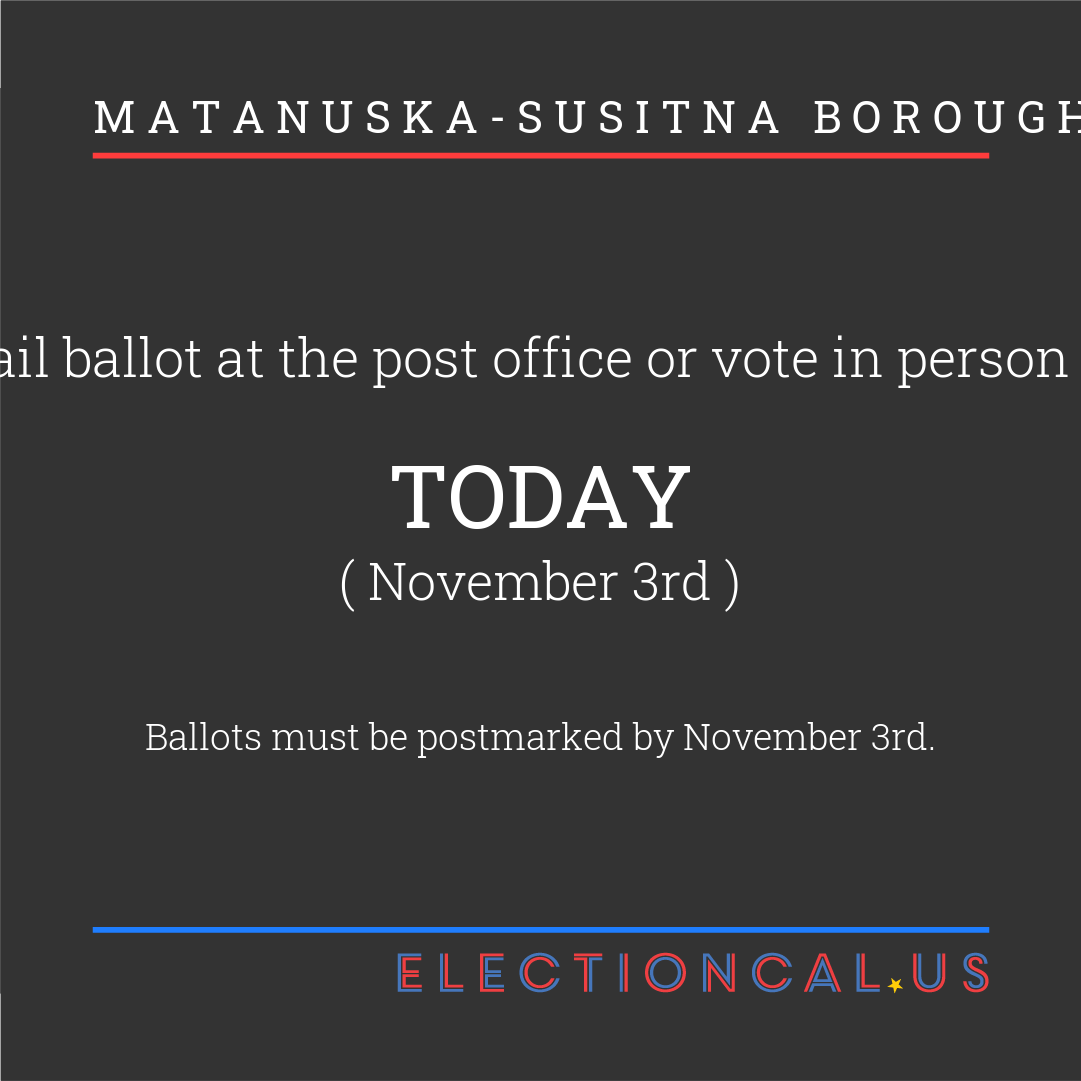 MATANUSKA-SUSITNA BOROUGH
ail ballot at the post office or vote in person
TODAY
( November 3rd )
Ballots must be postmarked by November 3rd.
ELECTIONCAL.US